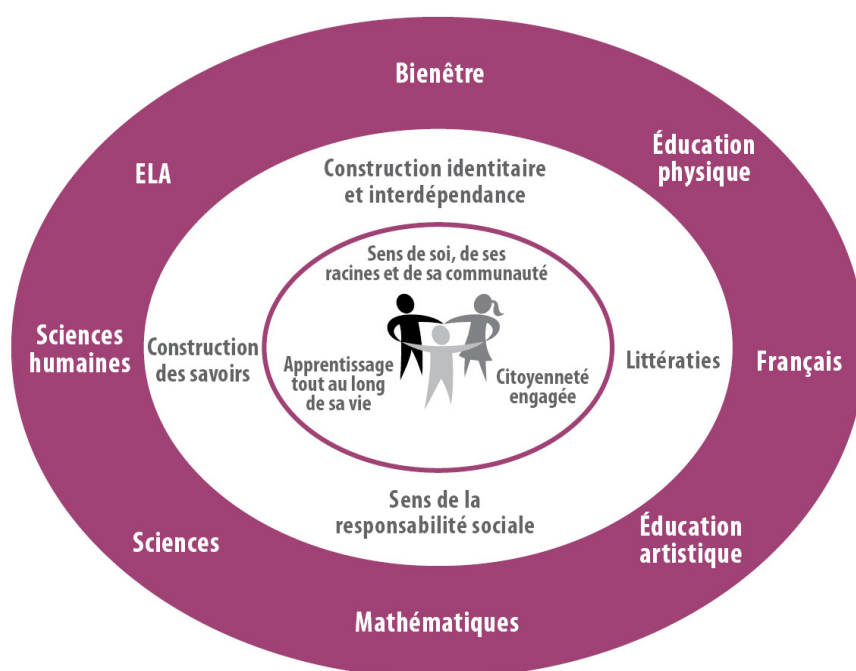 Bienêtre
ELA
Éducation
physique
Construction identitaire
et interdépendance
Sens de soi, de ses
racines et de sa communauté
Sciences
humaines
Construction
des savoirs
Apprentissage
tout au long
de sa vie
Citoyenneté
engagée
Littératies
Français
Sens de la
responsabilité sociale
Sciences
Éducation
artistique
Mathématiques